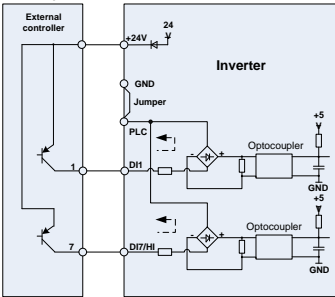 External
controller
24
+24V
Inverter
GND
Jumper
PLC
+5
Optocoupler
1
DI1
-
+
GND
+5
Optocoupler
7
DI7/HI
-
+
GND